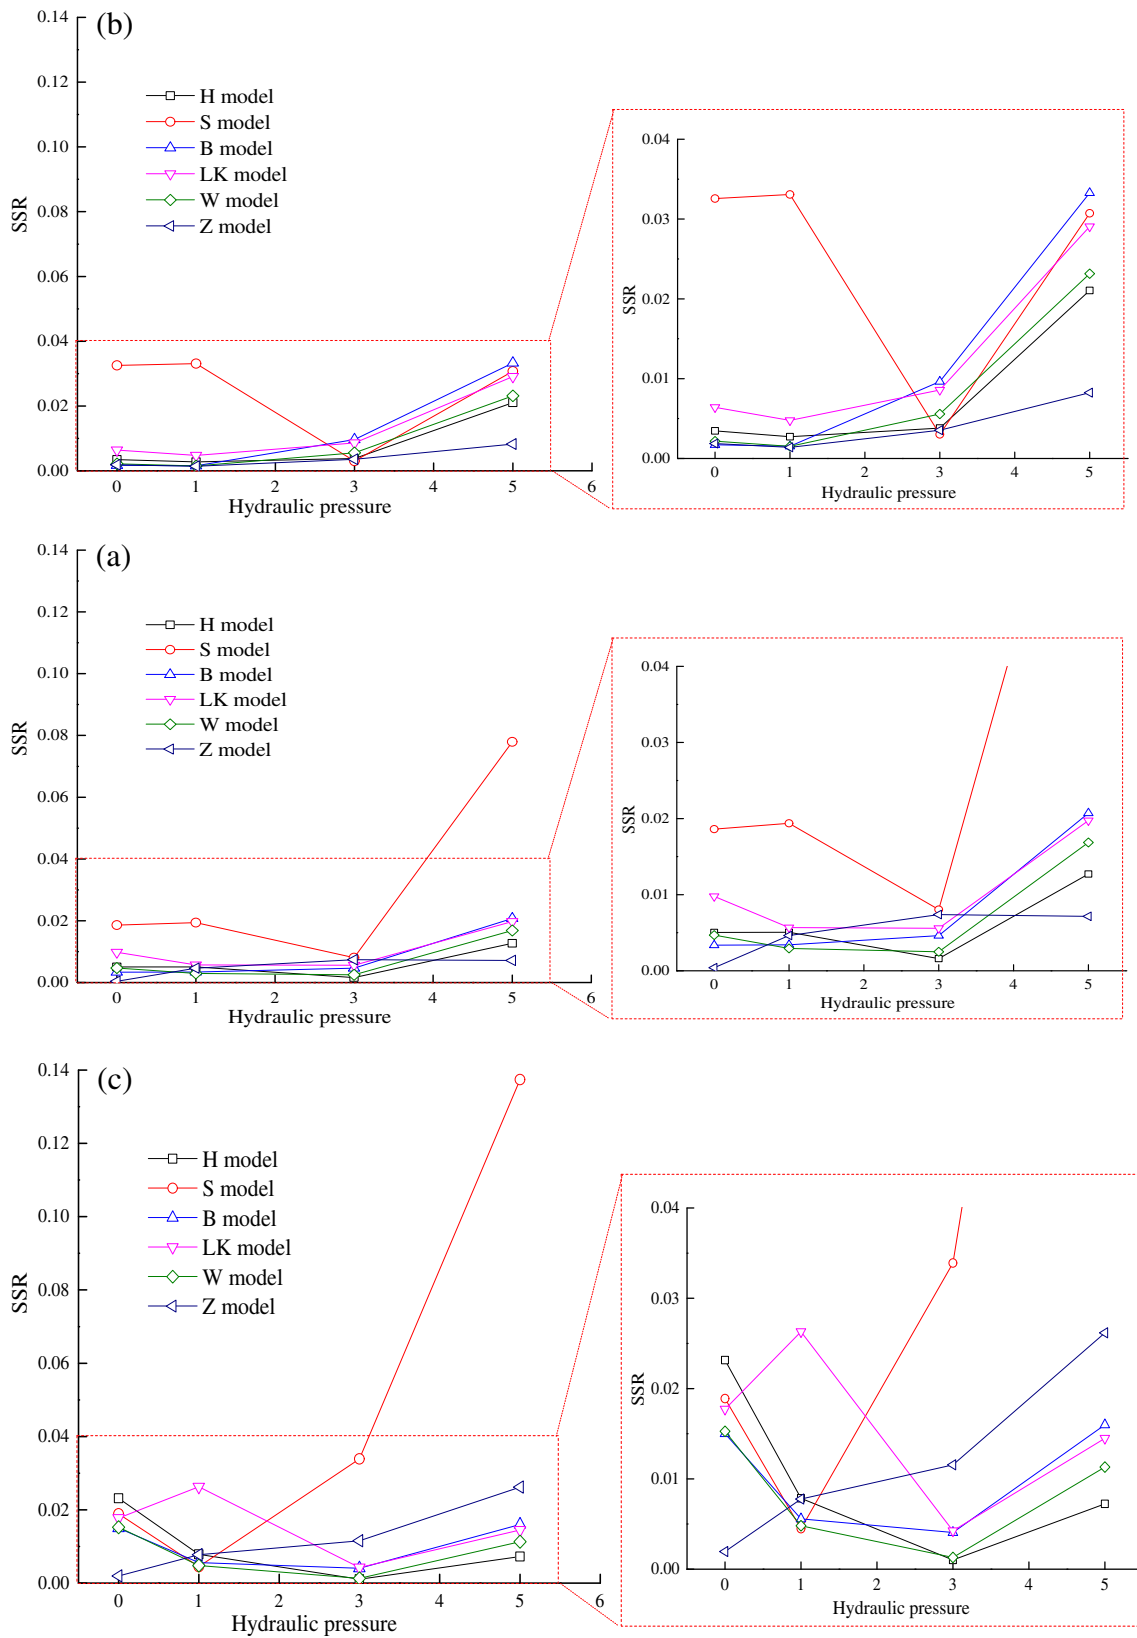 (b)
0.14
0.12
0.10
0.08
0.06
0.04
0.02
0.00
SSR
H model
S model
B model
LK model
W model
Z model
0 1 2 3 4 5 6
Hydraulic pressure
0.04
0.03
0.02
0.01
0.00
SSR
0 1 2 3 4 5
Hydraulic pressure
(a)
0.14
0.12
0.10
0.08
0.06
0.04
0.02
0.00
SSR
H model
S model
B model
LK model
W model
Z model
0 1 2 3 4 5 6
Hydraulic pressure
0.04
0.03
0.02
0.01
0.00
SSR
0 1 2 3 4 5
Hydraulic pressure
(c)
0.14
0.12
0.10
0.08
0.06
0.04
0.02
0.00
SSR
H model
S model
B model
LK model
W model
Z model
0 1 2 3 4 5 6
Hydraulic pressure
0.04
0.03
0.02
0.01
0.00
SSR
0 1 2 3 4 5
Hydraulic pressure